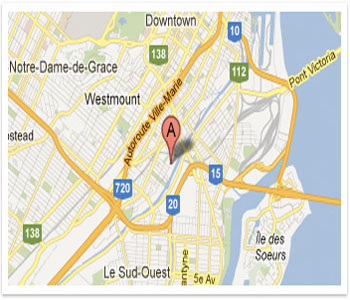 Downtown
10
138
Notre-Dame-de-Grace
112
Pont Victoria
Westmount
Autoroute Ville-Marie
A
pstead
15
720
20
138
Île des
Soeurs
Le Sud-Ouest
5e Av
antyne